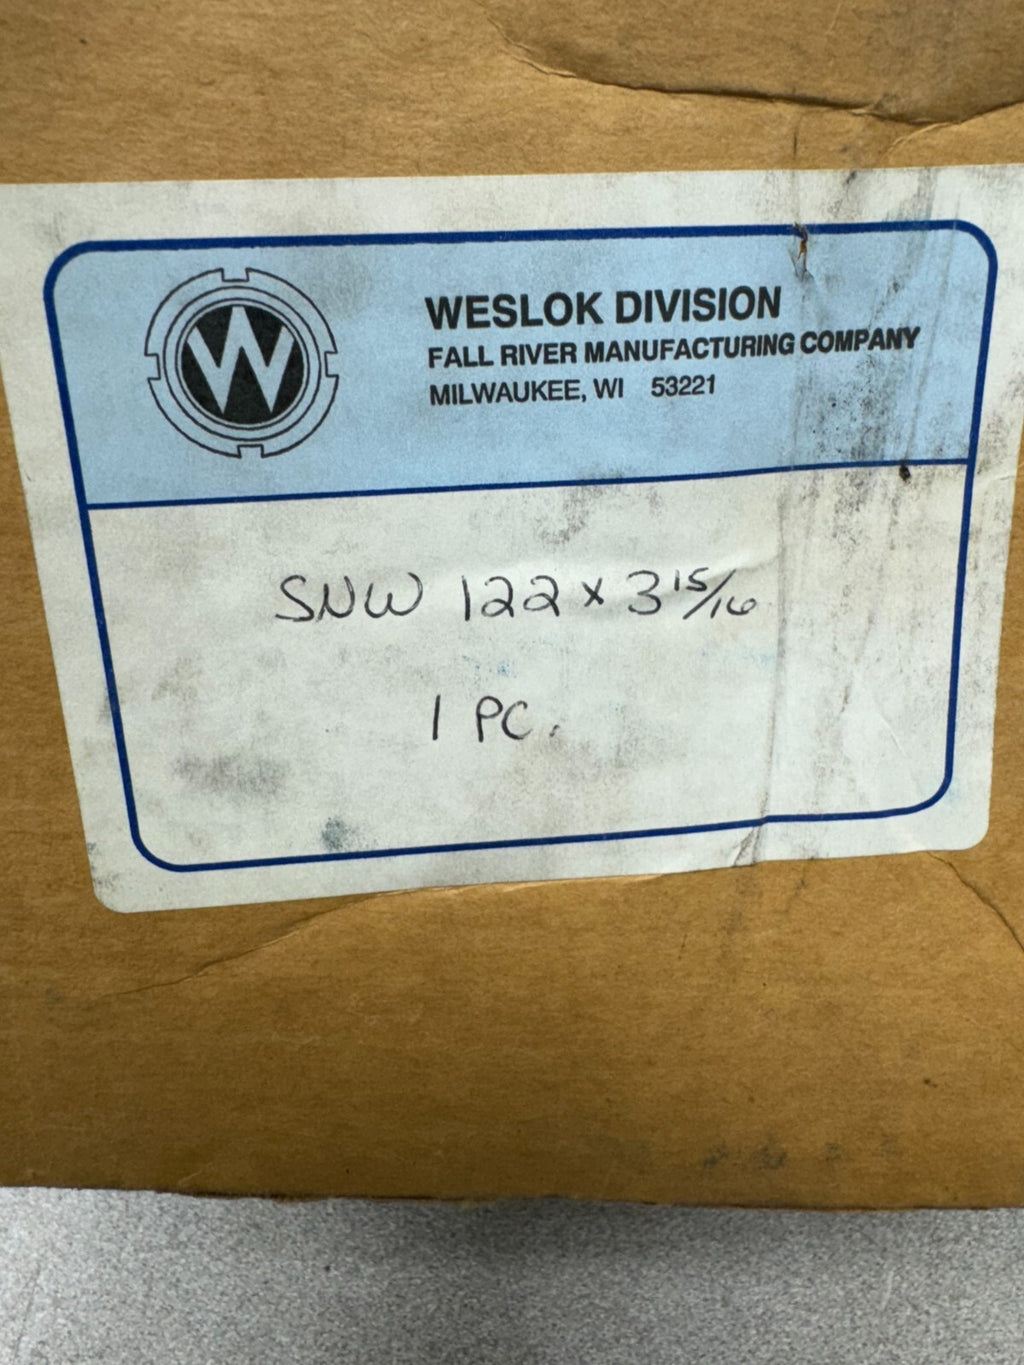 W
WESLOK DIVISION
FALL RIVER MANUFACTURING COMPANY
MILWAUKEE, WI 53221
SNW 122 x 3 15/16
1 PC.